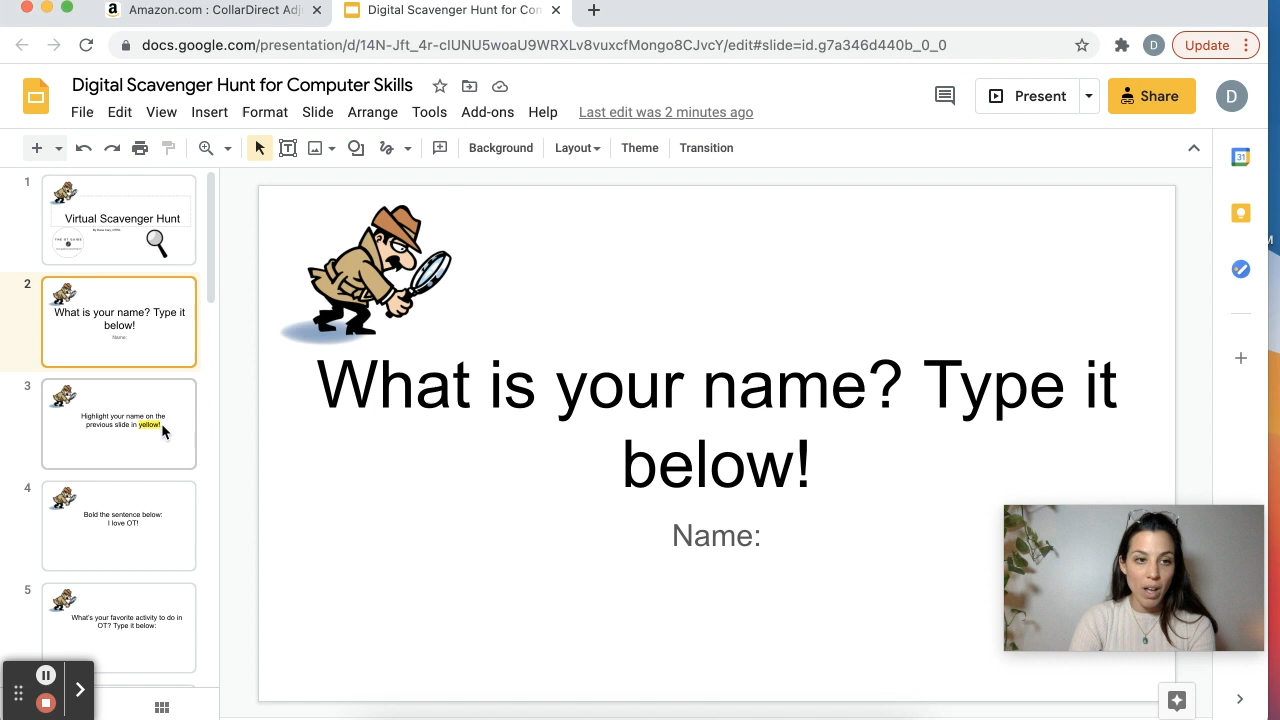 Amazon.com : CollarDirect Adj
Digital Scavenger Hunt for Con
docs.google.com/presentation/d/14N-Jft_4r-cIUNU5woaU9WRXLv8vuxcfMongo8CJvcY/edit#slide=id.g7a346d440b_0_0
D
Update
Digital Scavenger Hunt for Computer Skills
File Edit View Insert Format Slide Arrange Tools Add-ons Help Last edit was 2 minutes ago
Present
Share
D
Background Layout Theme Transition
31
1
Virtual Scavenger Hunt
THE OT GUIDE
2
What is your name? Type it
below!
Name:
3
Highlight your name on the
previous slide in yellow!
4
Bold the sentence below:
I love OT!
5
What's your favorite activity to do in
OT? Type it below:
What is your name? Type it
below!
Name: